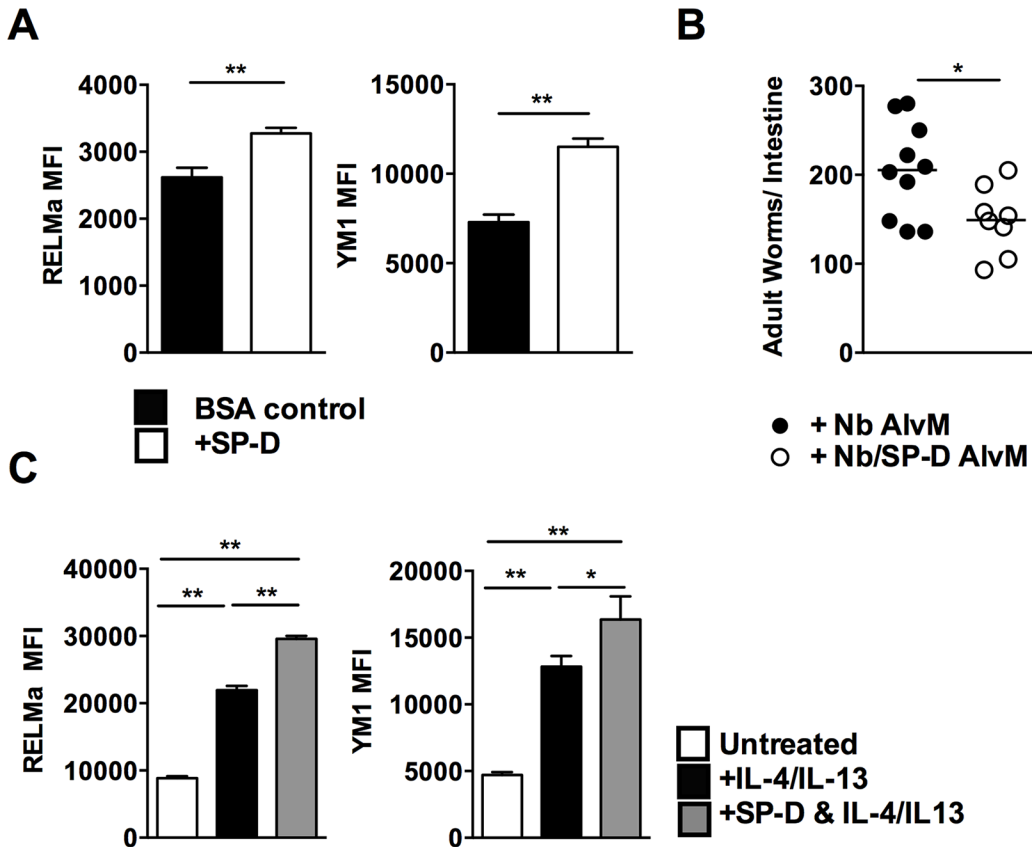 A
**
RELMa MFI
4000
3000
2000
1000
0
**
YM1 MFI
15000
10000
5000
0
BSA control
+SP-D
B
*
Adult Worms/ Intestine
300
200
100
0
+ Nb AlvM
+ Nb/SP-D AlvM
C
**
** **
RELMa MFI
40000
30000
20000
10000
0
**
** *
YM1 MFI
20000
15000
10000
5000
0
Untreated
+IL-4/IL-13
+SP-D & IL-4/IL13